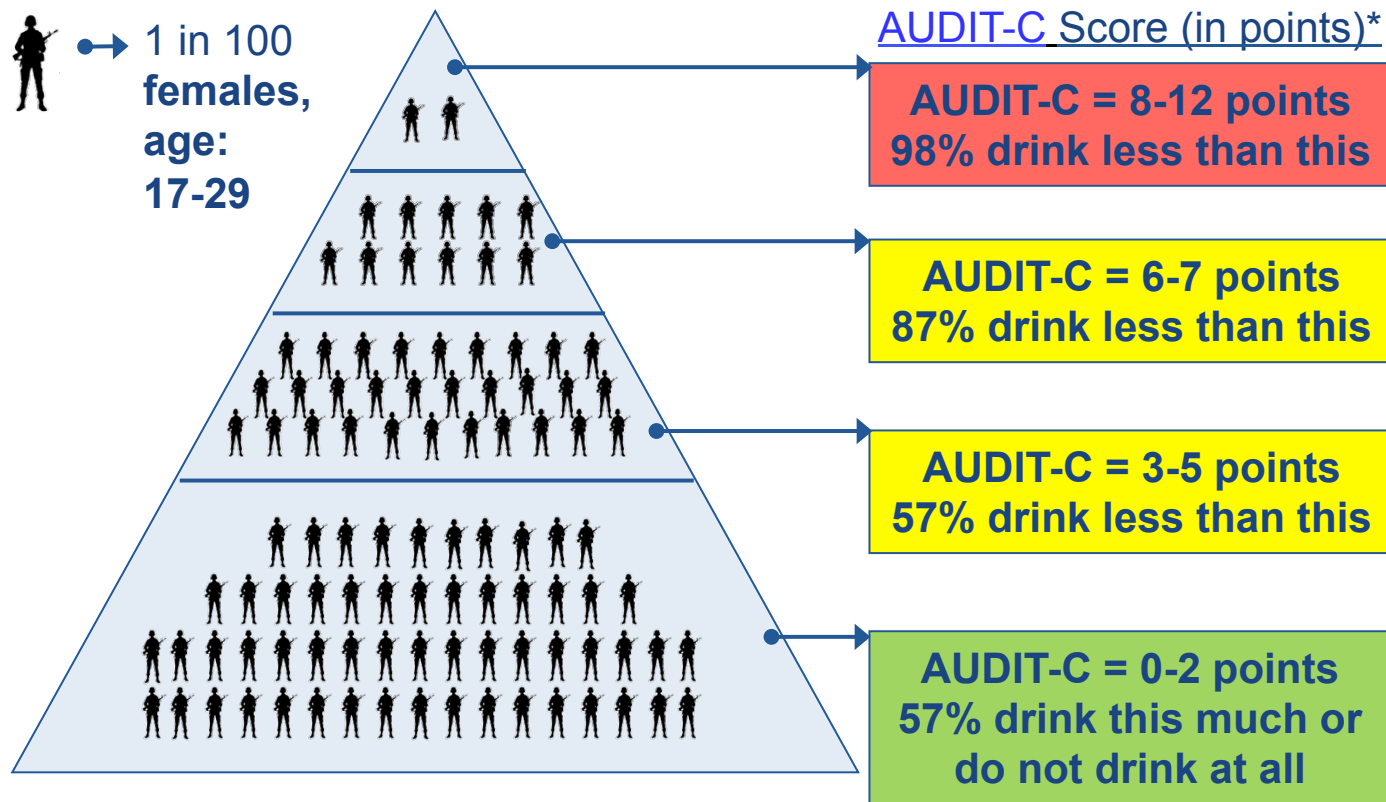 1 in 100
females,
age:
17-29
AUDIT-C Score (in points)*
AUDIT-C = 8-12 points
98% drink less than this
AUDIT-C = 6-7 points
87% drink less than this
AUDIT-C = 3-5 points
57% drink less than this
AUDIT-C = 0-2 points
57% drink this much or
do not drink at all